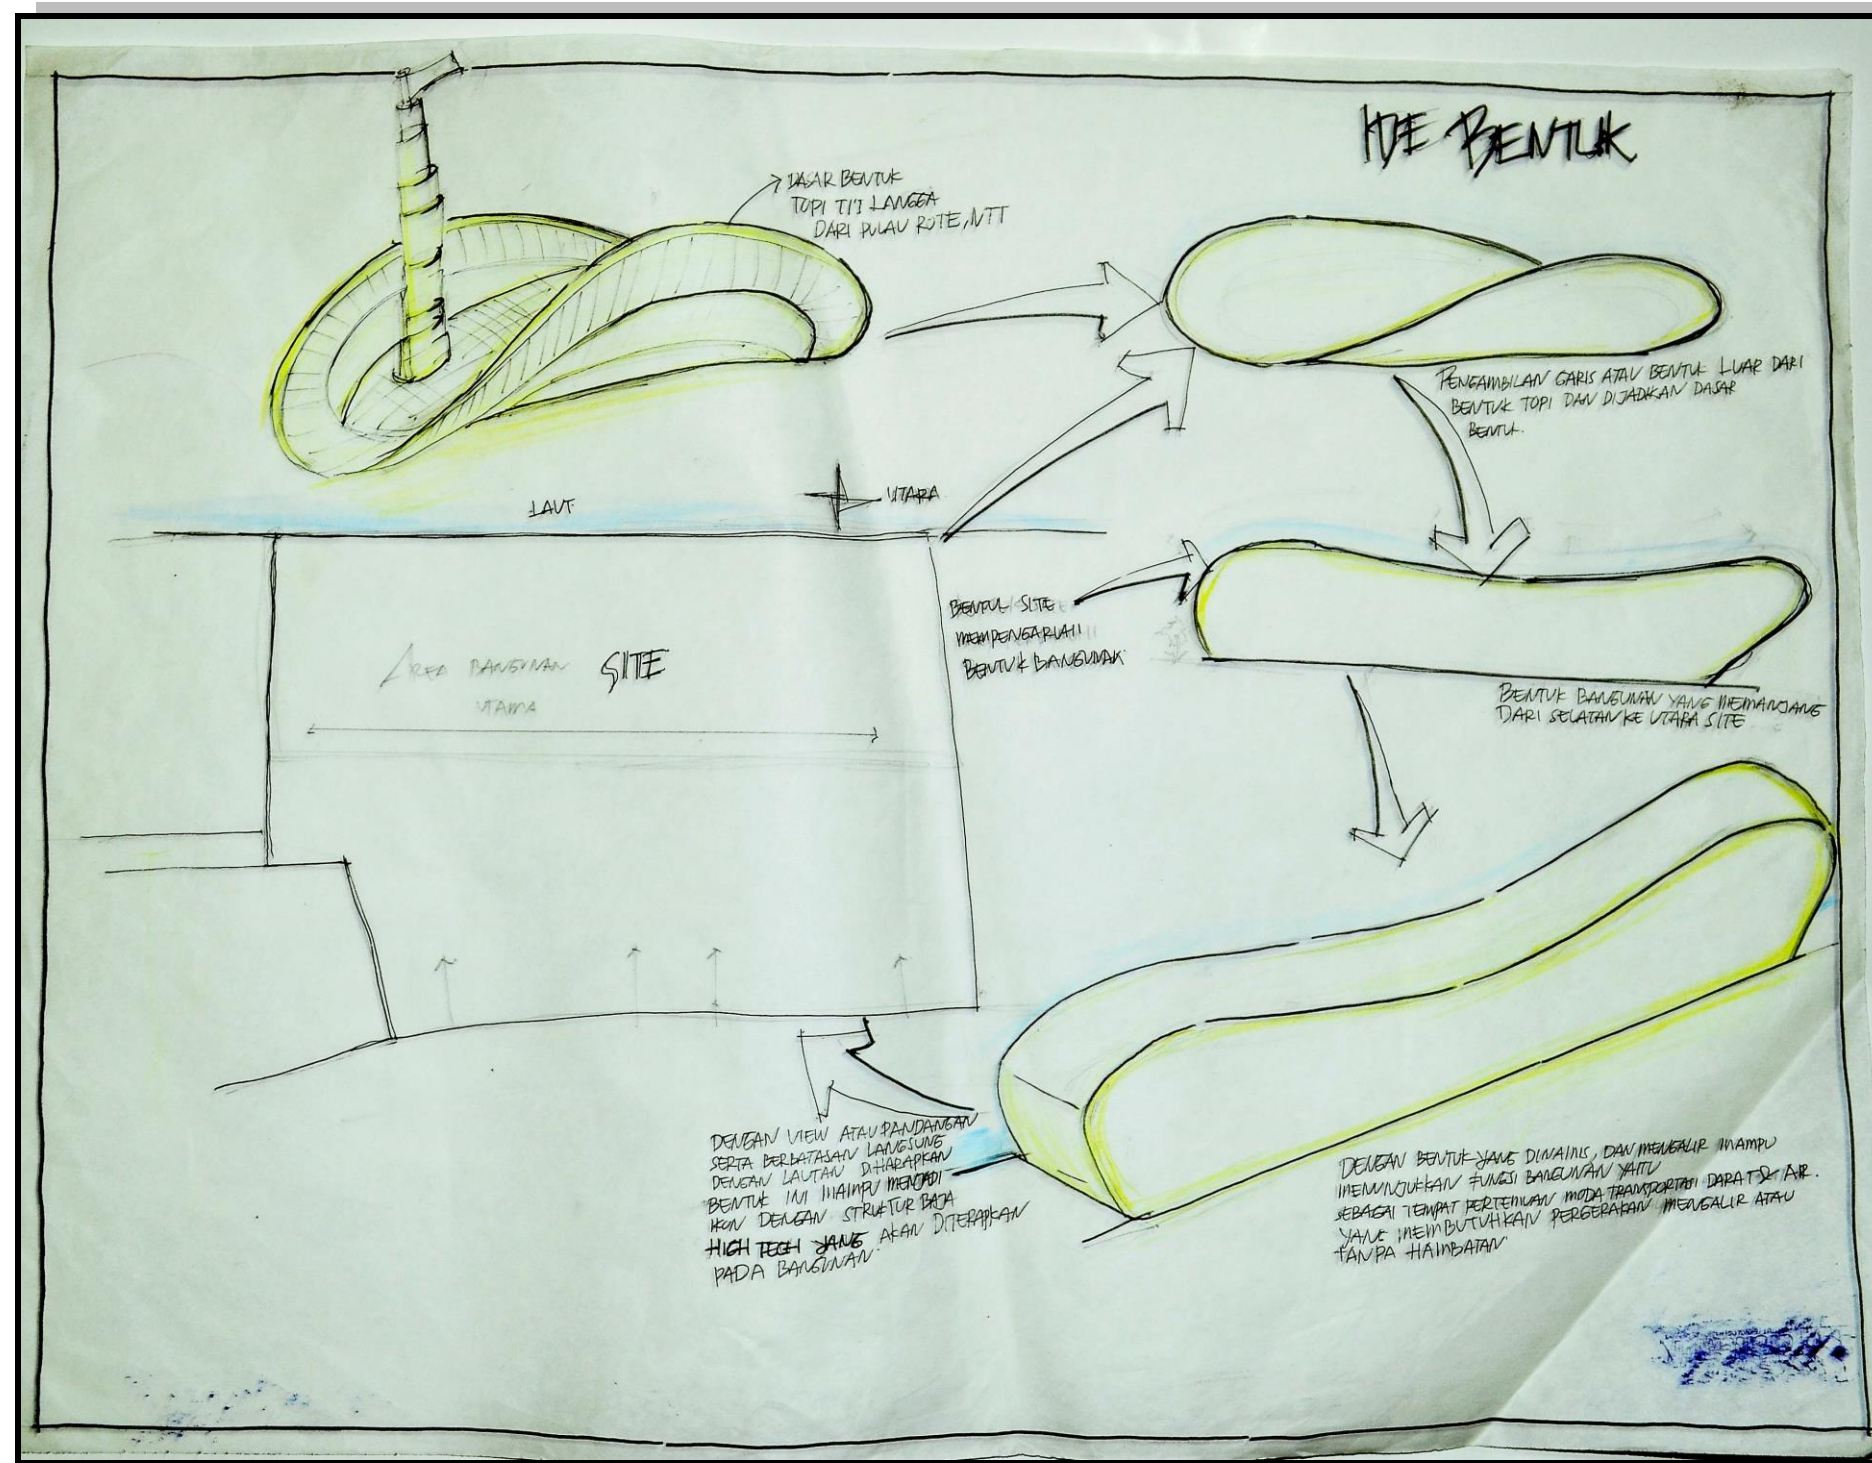 IDE BENTUK
DASAR BENTUK
TOPI TI'I LANGGA
DARI PULAU ROTE, NTT
PENGAMBILAN GARIS ATAU BENTUK LUAR DARI
BENTUK TOPI DAN DIJADIKAN DASAR
BENTUK.
LAUT
UTARA
BENTUK SITE
MEMPENGARUHI
BENTUK BANGUNAN
AREA BANGUNAN
UTAMA
SITE
BENTUK BANGUNAN YANG MEMANJANG
DARI SELATAN KE UTARA SITE
DENGAN VIEW ATAU PANDANGAN
SERTA BERBATASAN LANGSUNG
DENGAN LAUTAN DIHARAPKAN
BENTUK INI MAMPU MENJADI
IKON DENGAN STRUKTUR BAJA
HIGH TECH YANG AKAN DITERAPKAN
PADA BANGUNAN.
DENGAN BENTUK YANG DINAMIS, DAN MENGALIR MAMPU
MENUNJUKKAN FUNGSI BANGUNAN YAITU
SEBAGAI TEMPAT PERTEMUAN MODA TRANSPORTASI DARAT & AIR.
YANG MEMBUTUHKAN PERGERAKAN MENGALIR ATAU
TANPA HAMBATAN